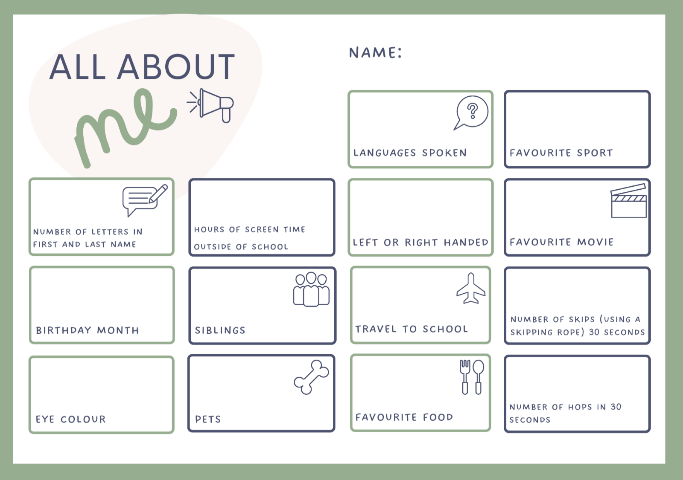 ALL ABOUT
me
NAME:
LANGUAGES SPOKEN
FAVOURITE SPORT
NUMBER OF LETTERS IN
FIRST AND LAST NAME
HOURS OF SCREEN TIME
OUTSIDE OF SCHOOL
LEFT OR RIGHT HANDED
FAVOURITE MOVIE
BIRTHDAY MONTH
SIBLINGS
TRAVEL TO SCHOOL
NUMBER OF SKIPS (USING A
SKIPPING ROPE) 30 SECONDS
EYE COLOUR
PETS
FAVOURITE FOOD
NUMBER OF HOPS IN 30
SECONDS